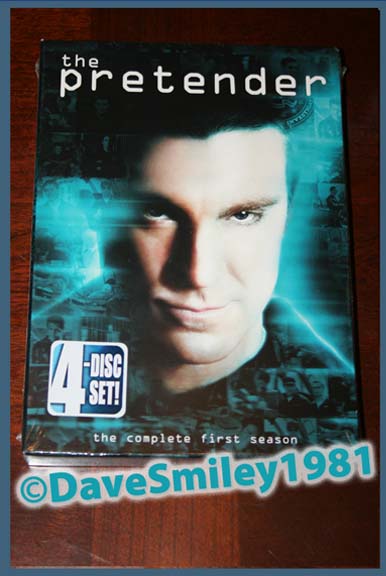 the
pretender
4-DISC
SET!
the complete first season
©DaveSmiley1981